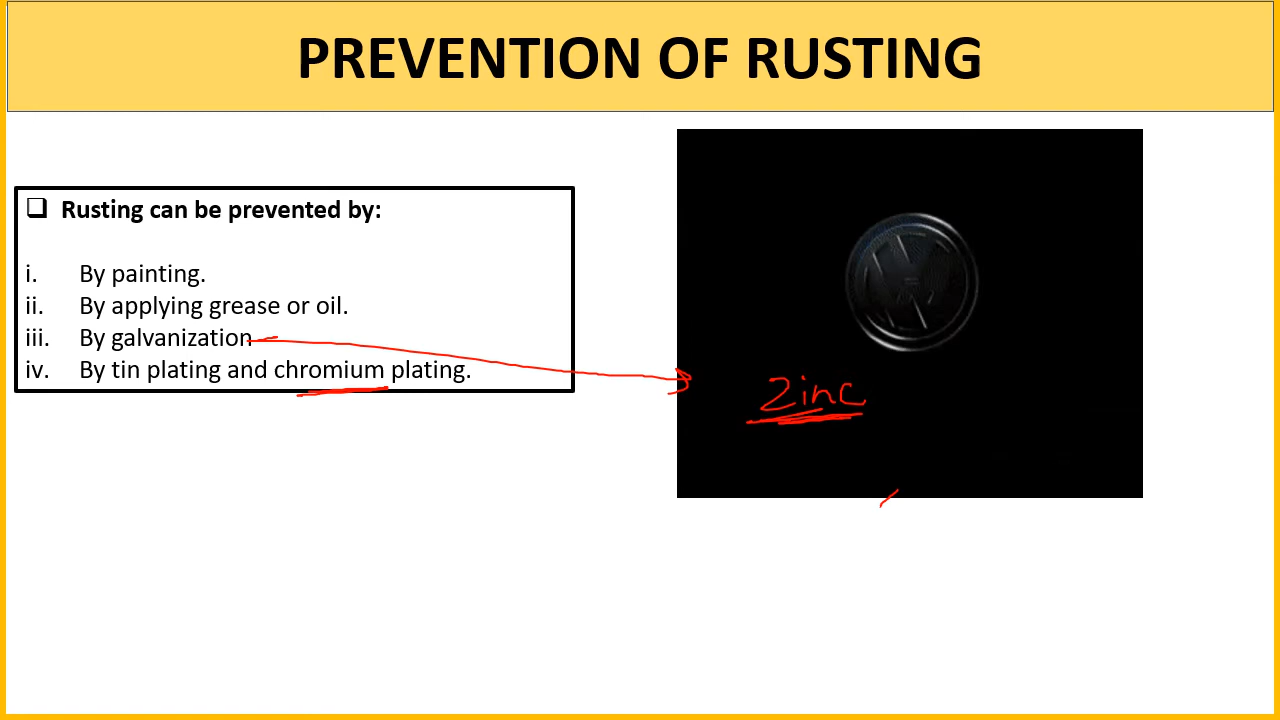 PREVENTION OF RUSTING
❑ Rusting can be prevented by:
i. By painting.
ii. By applying grease or oil.
iii. By galvanization
iv. By tin plating and chromium plating.
Zinc